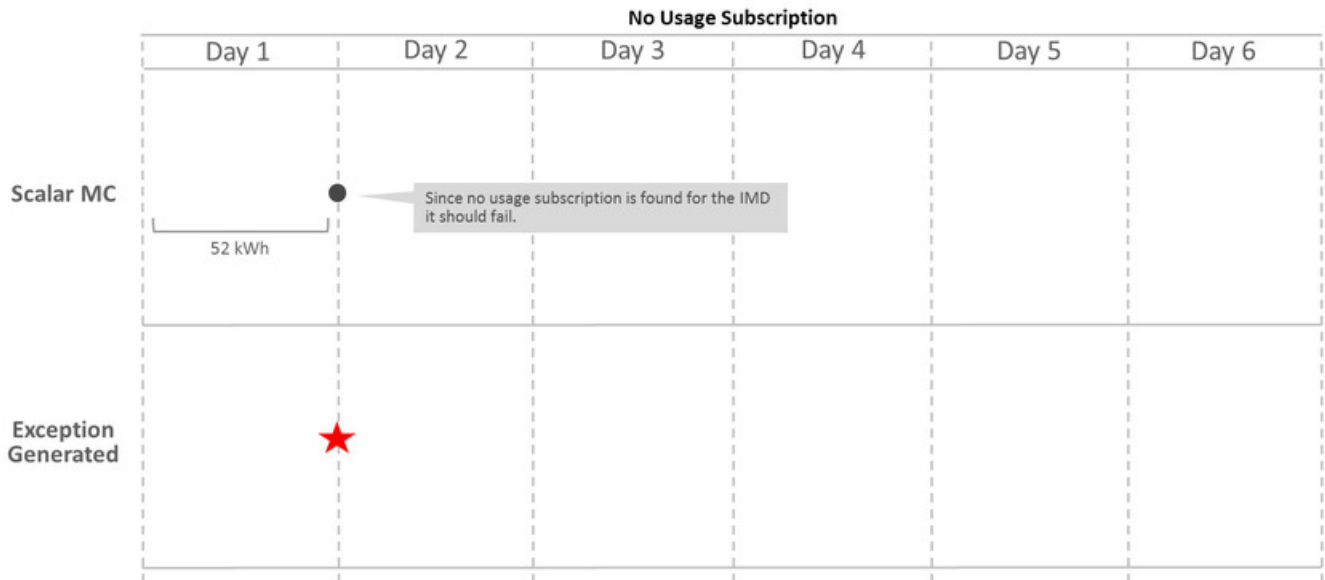 No Usage Subscription
Day 1 Day 2 Day 3 Day 4 Day 5 Day 6
Scalar MC
Since no usage subscription is found for the IMD
it should fail.
52 kWh
Exception
Generated